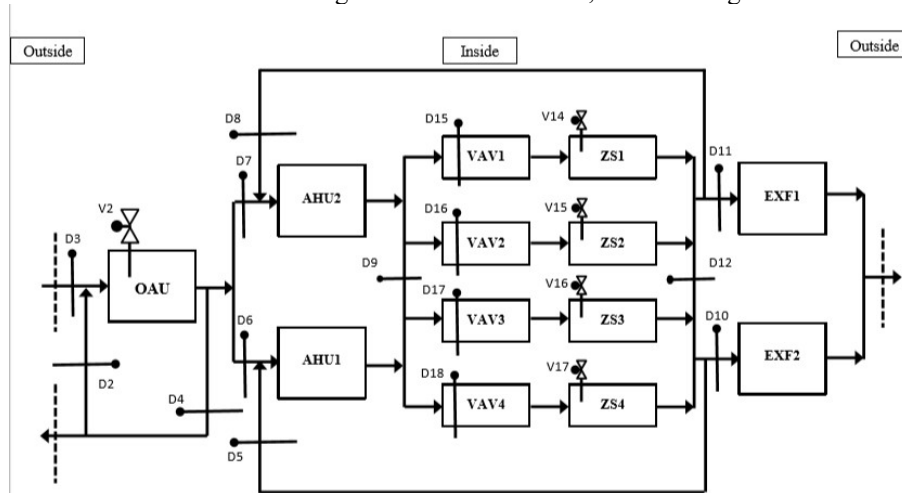 Outside
Inside
Outside
D8
D15
V14
D7
VAV1
ZS1
D11
AHU2
EXF1
V2
D16
V15
D3
VAV2
ZS2
OAU
D9
D12
D17
V16
D6
VAV3
ZS3
D10
AHU1
EXF2
D2
D18
V17
D4
VAV4
ZS4
D5